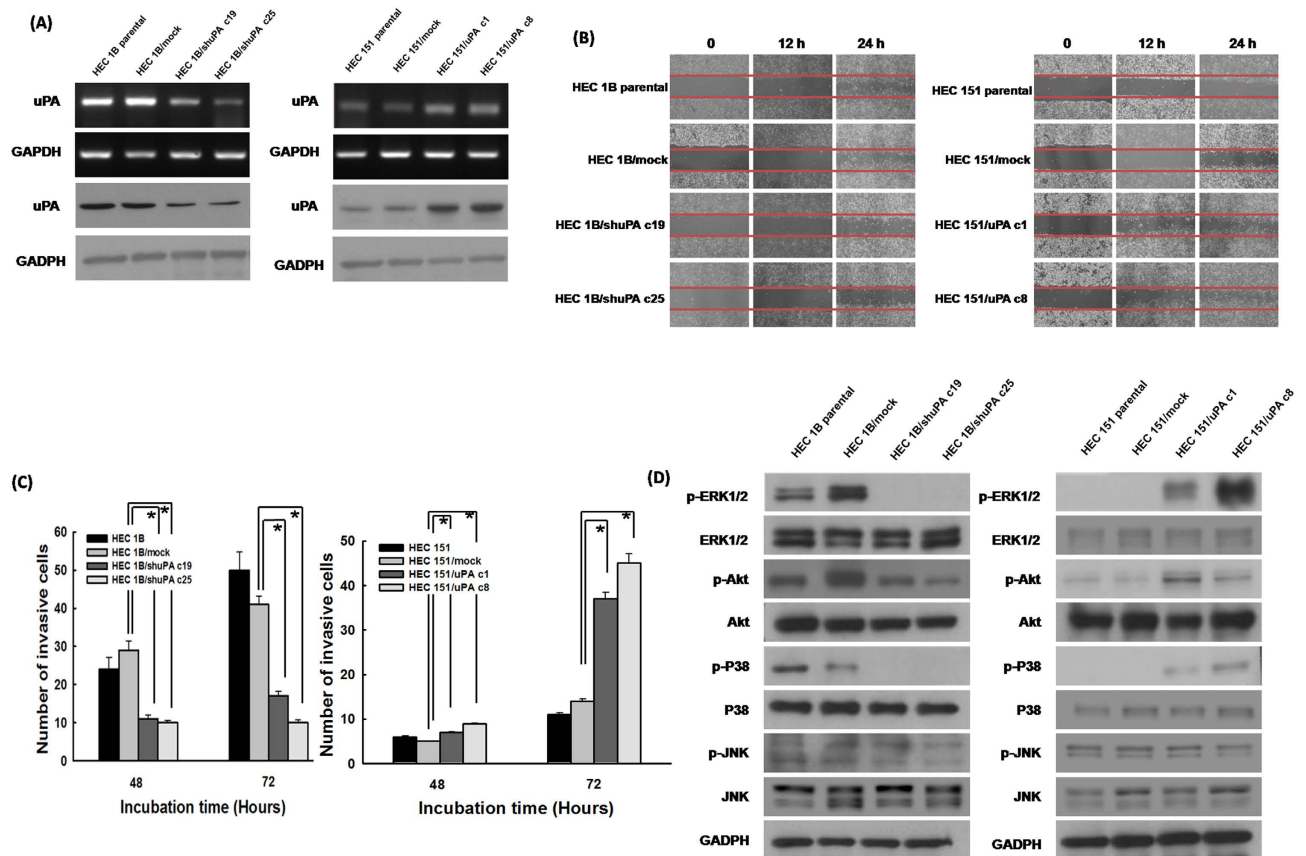 (A)
HEC 1B parental
HEC 1B/mock
HEC 1B/shuPA c19
HEC 1B/shuPA c25
uPA
GAPDH
uPA
GADPH
HEC 151 parental
HEC 151/mock
HEC 151/uPA c1
HEC 151/uPA c8
uPA
GAPDH
uPA
GADPH
(B)
0 12 h 24 h
HEC 1B parental
HEC 1B/mock
HEC 1B/shuPA c19
HEC 1B/shuPA c25
0 12 h 24 h
HEC 151 parental
HEC 151/mock
HEC 151/uPA c1
HEC 151/uPA c8
(C)
Number of invasive cells
60
50
40
30
20
10
0
HEC 1B
HEC 1B/mock
HEC 1B/shuPA c19
HEC 1B/shuPA c25
* *
* *
48 72
Incubation time (Hours)
Number of invasive cells
50
40
30
20
10
0
HEC 151
HEC 151/mock
HEC 151/uPA c1
HEC 151/uPA c8
* *
* *
48 72
Incubation time (Hours)
(D)
HEC 1B parental
HEC 1B/mock
HEC 1B/shuPA c19
HEC 1B/shuPA c25
p-ERK1/2
ERK1/2
p-Akt
Akt
p-P38
P38
p-JNK
JNK
GADPH
HEC 151 parental
HEC 151/mock
HEC 151/uPA c1
HEC 151/uPA c8
p-ERK1/2
ERK1/2
p-Akt
Akt
p-P38
P38
p-JNK
JNK
GADPH